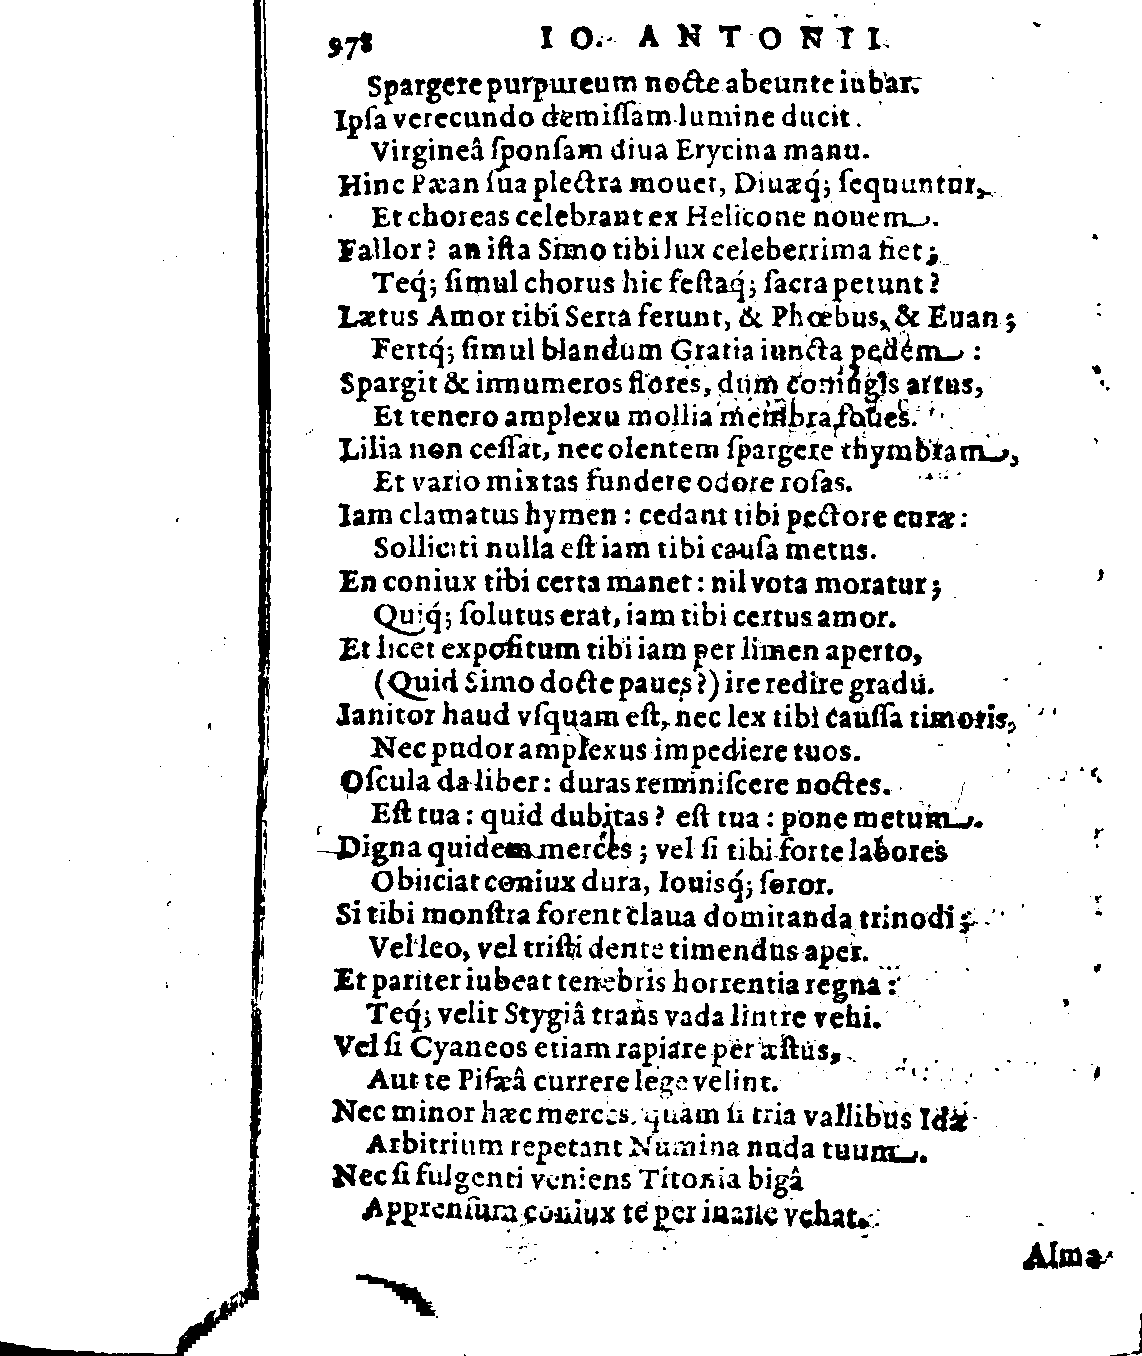 978 IO. ANTONII
Spargere purpureum nocte abeunte iubar.
Ipſa verecundo demiſſam lumine ducit.
Virgineâ ſponſam diua Erycina manu.
Hinc Pæan ſua plectra mouet, Diuæq́; ſequuntur,
Et choreas celebrant ex Helicone nouem.
Fallor? an iſta Simo tibi lux celeberrima fiet;
Teq́; ſimul chorus hic feſtaq́; ſacra petunt?
Lætus Amor tibi Serta ferunt, & Phœbus, & Euan;
Fertq́; ſimul blandum Gratia iuncta pedem:
Spargit & innumeros flores, dum contingis artus,
Et tenero amplexu mollia membra foues.
Lilia non ceſſat, nec olentem ſpargere thymbram,
Et vario mixtas fundere odore roſas.
Iam clamatus hymen: cedant tibi pectore curæ:
Solliciti nulla eſt iam tibi cauſa metus.
En coniux tibi certa manet: nil vota moratur;
Quiq́; ſolutus erat, iam tibi certus amor.
Et licet expoſitum tibi iam per limen aperto,
(Quid Simo docte paues?) ire redire gradu.
Janitor haud vſquam eſt, nec lex tibi cauſſa timoris,
Nec pudor amplexus impediere tuos.
Oſcula da liber: duras reminiſcere noctes.
Eſt tua: quid dubitas? eſt tua: pone metum.
Digna quidem merces; vel ſi tibi forte labores
Obiiciat coniux dura, Iouisq́; ſoror.
Si tibi monſtra forent claua domitanda trinodi;
Vel leo, vel triſti dente timendus aper.
Et pariter iubeat tenebris horrentia regna:
Teq́; velit Stygiâ trans vada lintre vehi.
Vel ſi Cyaneos etiam rapiare per æſtus,
Aut te Piſæâ currere lege velint.
Nec minor hæc merces, quam ſi tria vallibus Idæ
Arbitrium repetant Numina nuda tuum.
Nec ſi fulgenti veniens Titonia bigâ
Apprenſum coniux te per inane vehat.
Alma